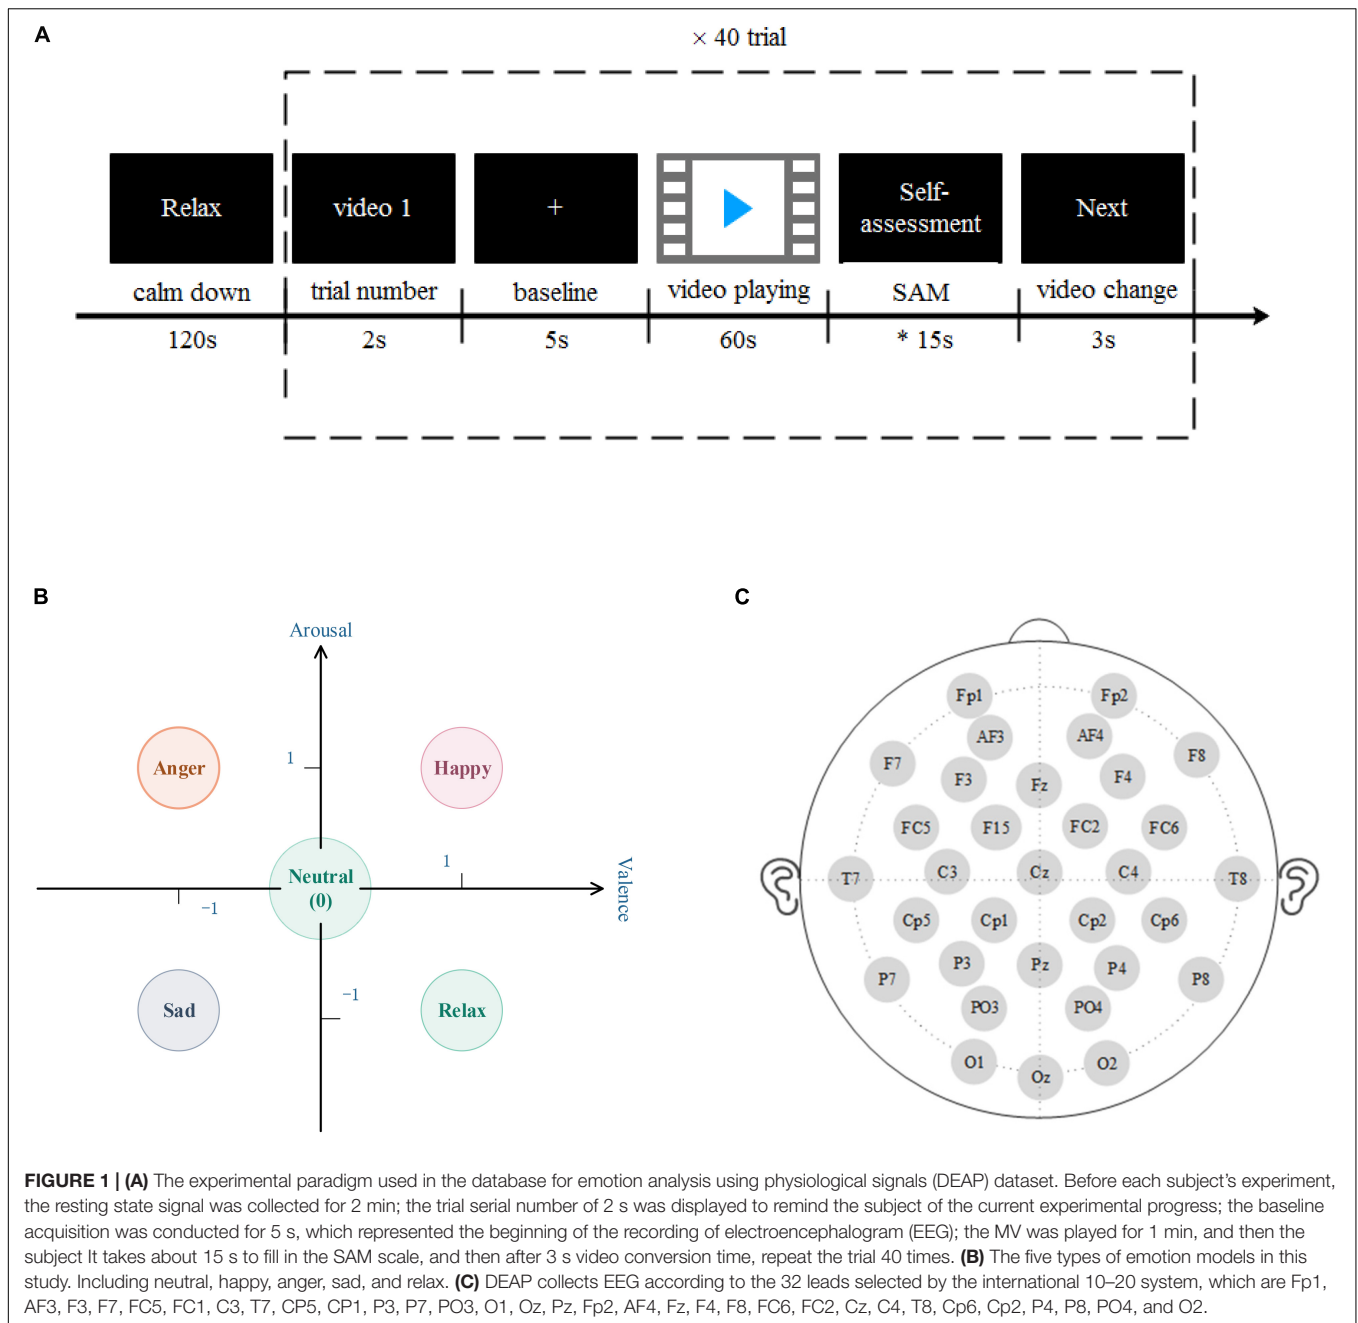 A
× 40 trial
Relax
video 1
+
Self-
assessment
Next
calm down
trial number
baseline
video playing
SAM
video change
120s
2s
5s
60s
* 15s
3s
B
Arousal
Anger
1
Happy
Neutral
(0)
1
Valence
−1
Sad
−1
Relax
C
Fp1
Fp2
AF3
AF4
F7
F8
F3
Fz
F4
FC5
F15
FC2
FC6
T7
C3
Cz
C4
T8
Cp5
Cp1
Cp2
Cp6
P7
P3
Pz
P4
P8
PO3
PO4
O1
Oz
O2
FIGURE 1 | (A) The experimental paradigm used in the database for emotion analysis using physiological signals (DEAP) dataset. Before each subject’s experiment,
the resting state signal was collected for 2 min; the trial serial number of 2 s was displayed to remind the subject of the current experimental progress; the baseline
acquisition was conducted for 5 s, which represented the beginning of the recording of electroencephalogram (EEG); the MV was played for 1 min, and then the
subject It takes about 15 s to fill in the SAM scale, and then after 3 s video conversion time, repeat the trial 40 times. (B) The five types of emotion models in this
study. Including neutral, happy, anger, sad, and relax. (C) DEAP collects EEG according to the 32 leads selected by the international 10–20 system, which are Fp1,
AF3, F3, F7, FC5, FC1, C3, T7, CP5, CP1, P3, P7, PO3, O1, Oz, Pz, Fp2, AF4, Fz, F4, F8, FC6, FC2, Cz, C4, T8, Cp6, Cp2, P4, P8, PO4, and O2.